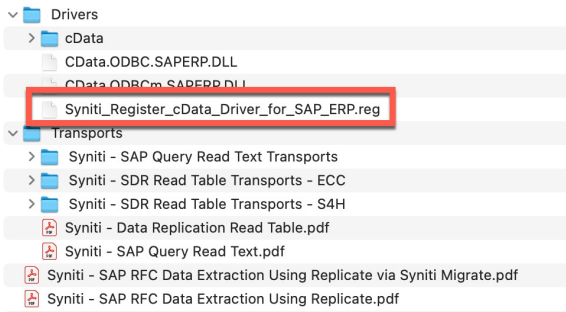 Drivers
cData
CData.ODBC.SAPERP.DLL
CData.ODBCm.SAPERP.DLL
Syniti_Register_cData_Driver_for_SAP_ERP.reg
Transports
Syniti - SAP Query Read Text Transports
Syniti - SDR Read Table Transports - ECC
Syniti - SDR Read Table Transports - S4H
Syniti - Data Replication Read Table.pdf
Syniti - SAP Query Read Text.pdf
Syniti - SAP RFC Data Extraction Using Replicate via Syniti Migrate.pdf
Syniti - SAP RFC Data Extraction Using Replicate.pdf